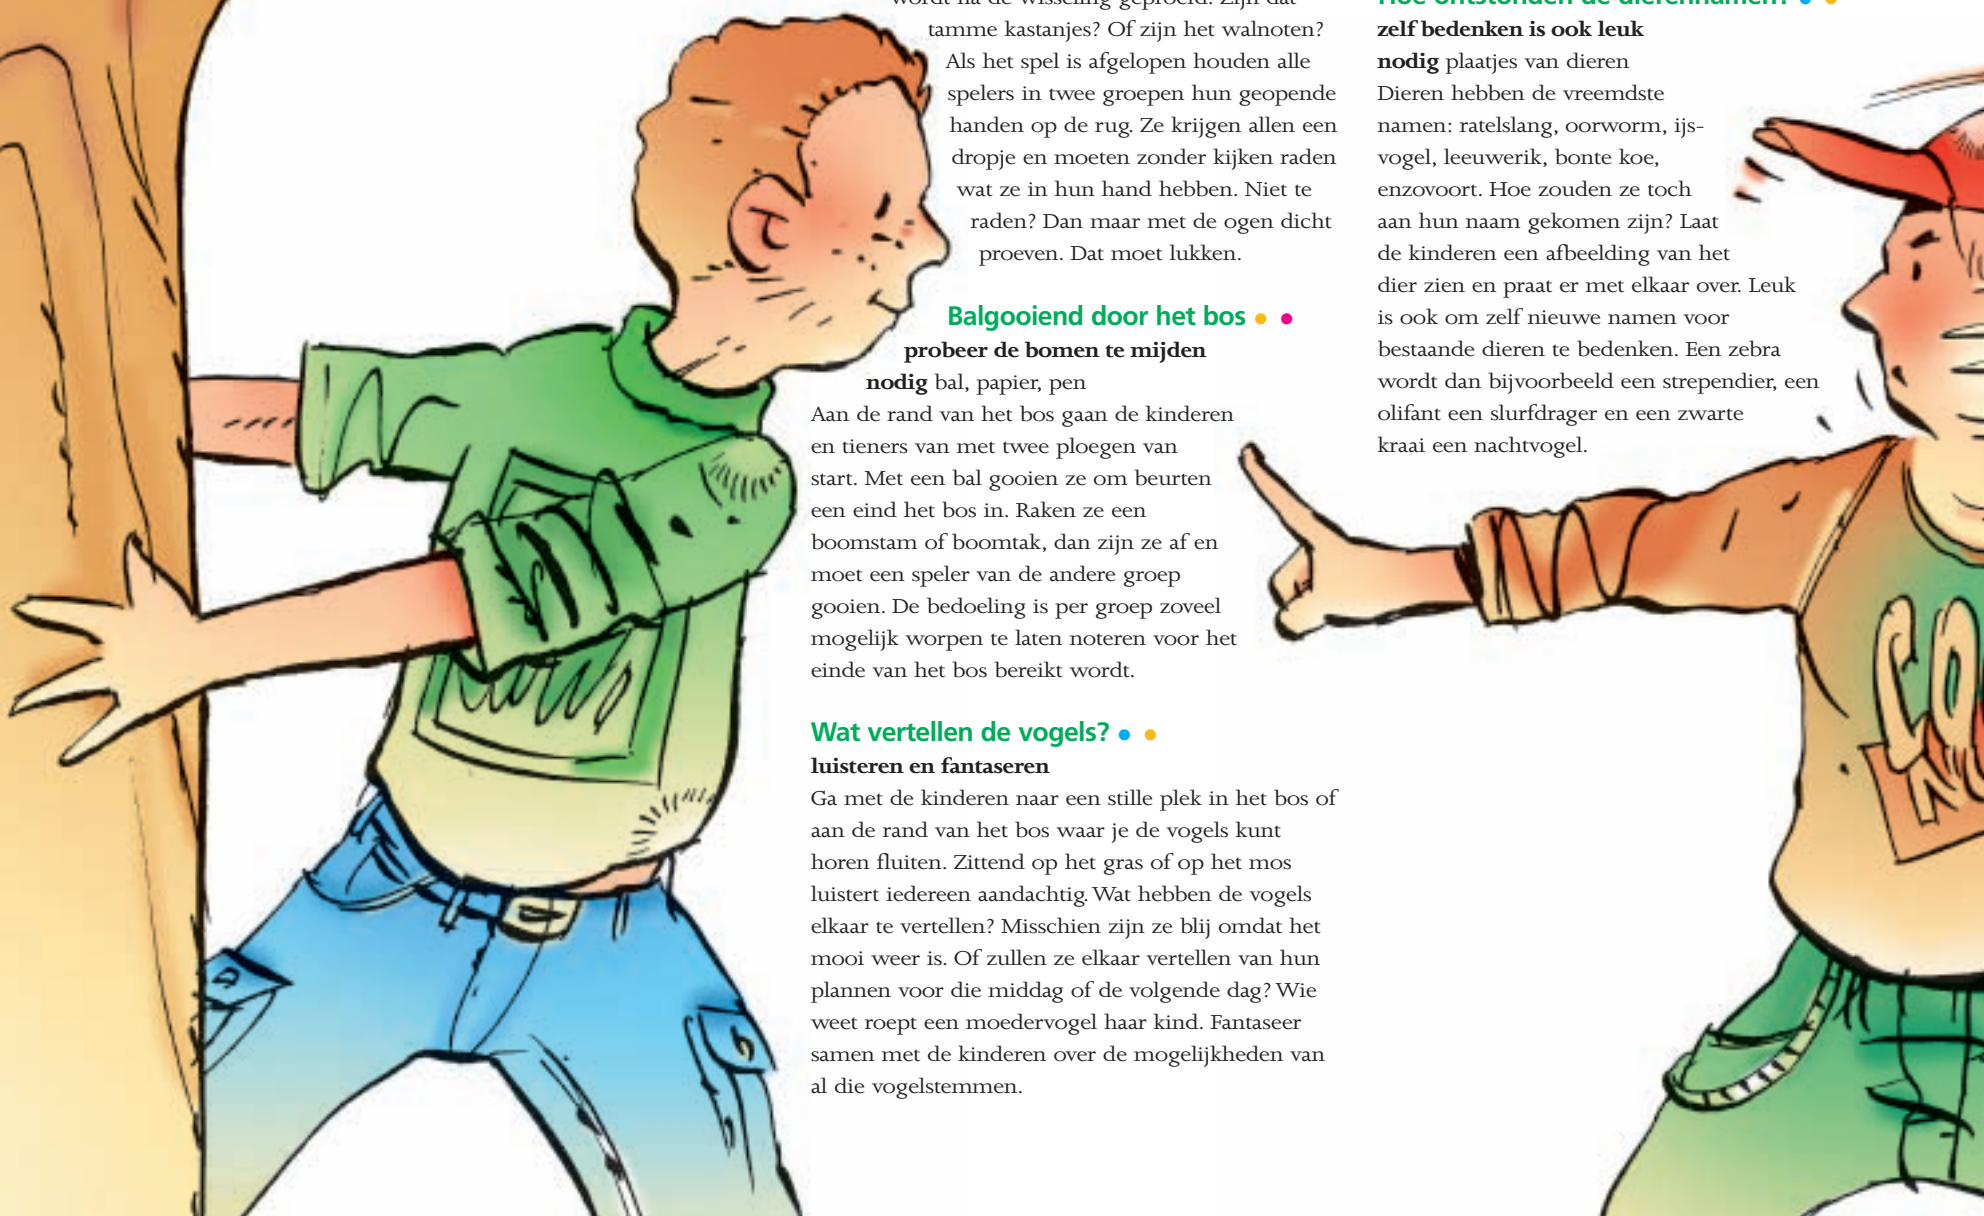 wordt na de wisseling geproefd. Zijn dat
tamme kastanjes? Of zijn het walnoten?
Als het spel is afgelopen houden alle
spelers in twee groepen hun geopende
handen op de rug. Ze krijgen allen een
dropje en moeten zonder kijken raden
wat ze in hun hand hebben. Niet te
raden? Dan maar met de ogen dicht
proeven. Dat moet lukken.
Balgooiend door het bos
probeer de bomen te mijden
nodig bal, papier, pen
Aan de rand van het bos gaan de kinderen
en tieners van met twee ploegen van
start. Met een bal gooien ze om beurten
een eind het bos in. Raken ze een
boomstam of boomtak, dan zijn ze af en
moet een speler van de andere groep
gooien. De bedoeling is per groep zoveel
mogelijk worpen te laten noteren voor het
einde van het bos bereikt wordt.
Wat vertellen de vogels?
luisteren en fantaseren
Ga met de kinderen naar een stille plek in het bos of
aan de rand van het bos waar je de vogels kunt
horen fluiten. Zittend op het gras of op het mos
luistert iedereen aandachtig. Wat hebben de vogels
elkaar te vertellen? Misschien zijn ze blij omdat het
mooi weer is. Of zullen ze elkaar vertellen van hun
plannen voor die middag of de volgende dag? Wie
weet roept een moedervogel haar kind. Fantaseer
samen met de kinderen over de mogelijkheden van
al die vogelstemmen.
Hoe ontstonden de dierennamen?
zelf bedenken is ook leuk
nodig plaatjes van dieren
Dieren hebben de vreemdste
namen: ratelslang, oorworm, ijs-
vogel, leeuwerik, bonte koe,
enzovoort. Hoe zouden ze toch
aan hun naam gekomen zijn? Laat
de kinderen een afbeelding van het
dier zien en praat er met elkaar over. Leuk
is ook om zelf nieuwe namen voor
bestaande dieren te bedenken. Een zebra
wordt dan bijvoorbeeld een strependier, een
olifant een slurfdrager en een zwarte
kraai een nachtvogel.